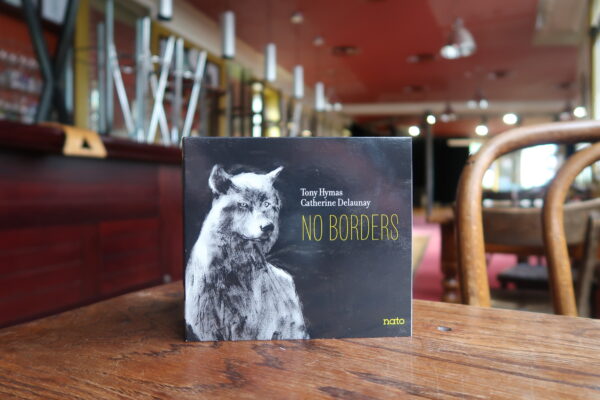 Tony Hymas
Catherine Delaunay
NO BORDERS
nato